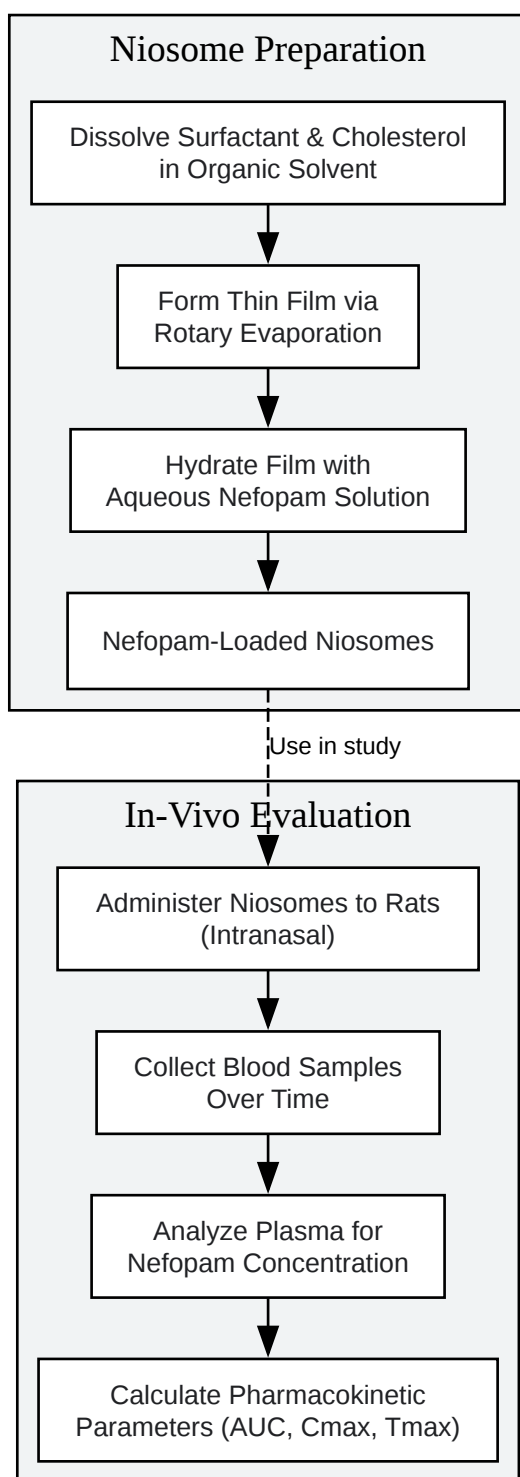 Niosome Preparation
Dissolve Surfactant & Cholesterol
in Organic Solvent
Form Thin Film via
Rotary Evaporation
Hydrate Film with
Aqueous Nefopam Solution
Nefopam-Loaded Niosomes
Use in study
In-Vivo Evaluation
Administer Niosomes to Rats
(Intranasal)
Collect Blood Samples
Over Time
Analyze Plasma for
Nefopam Concentration
Calculate Pharmacokinetic
Parameters (AUC, Cmax, Tmax)